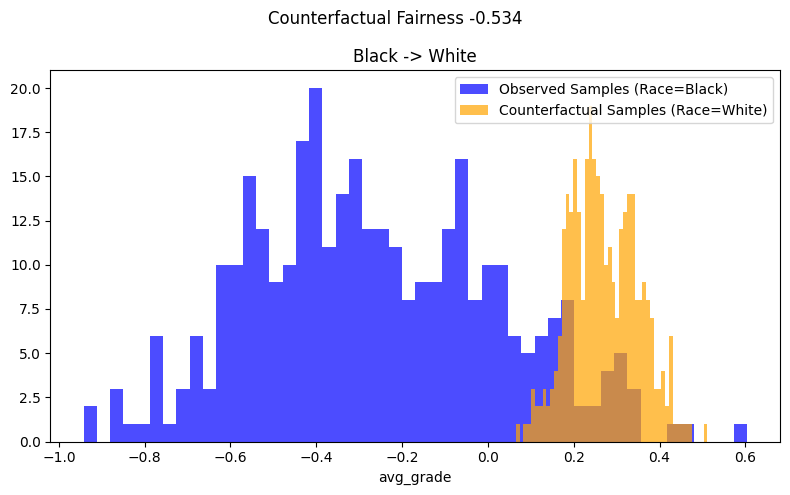 Counterfactual Fairness -0.534
Black -> White
Observed Samples (Race=Black)
Counterfactual Samples (Race=White)
20.0
17.5
15.0
12.5
10.0
7.5
5.0
2.5
0.0
−1.0 −0.8 −0.6 −0.4 −0.2 0.0 0.2 0.4 0.6
avg_grade